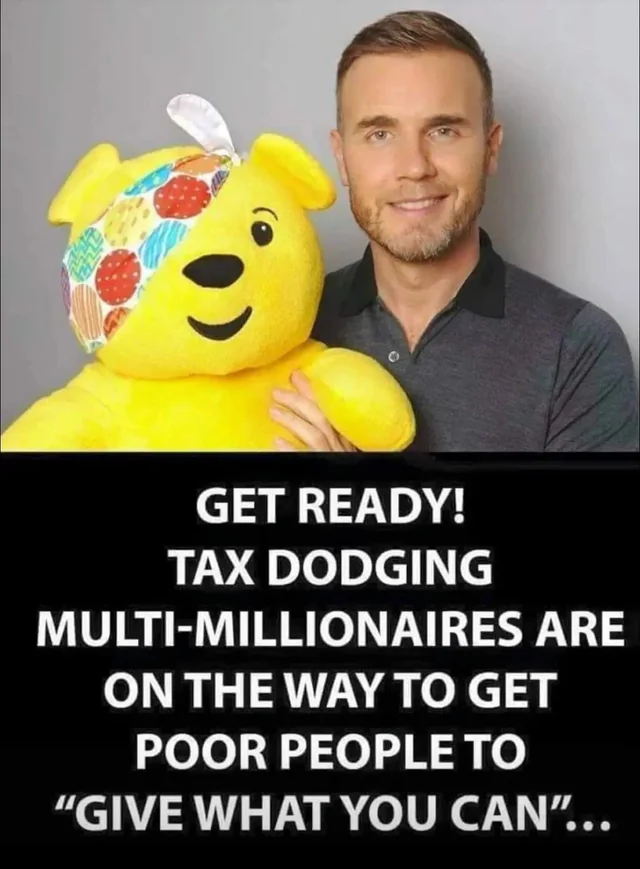 GET READY!
TAX DODGING
MULTI-MILLIONAIRES ARE
ON THE WAY TO GET
POOR PEOPLE TO
“GIVE WHAT YOU CAN”...